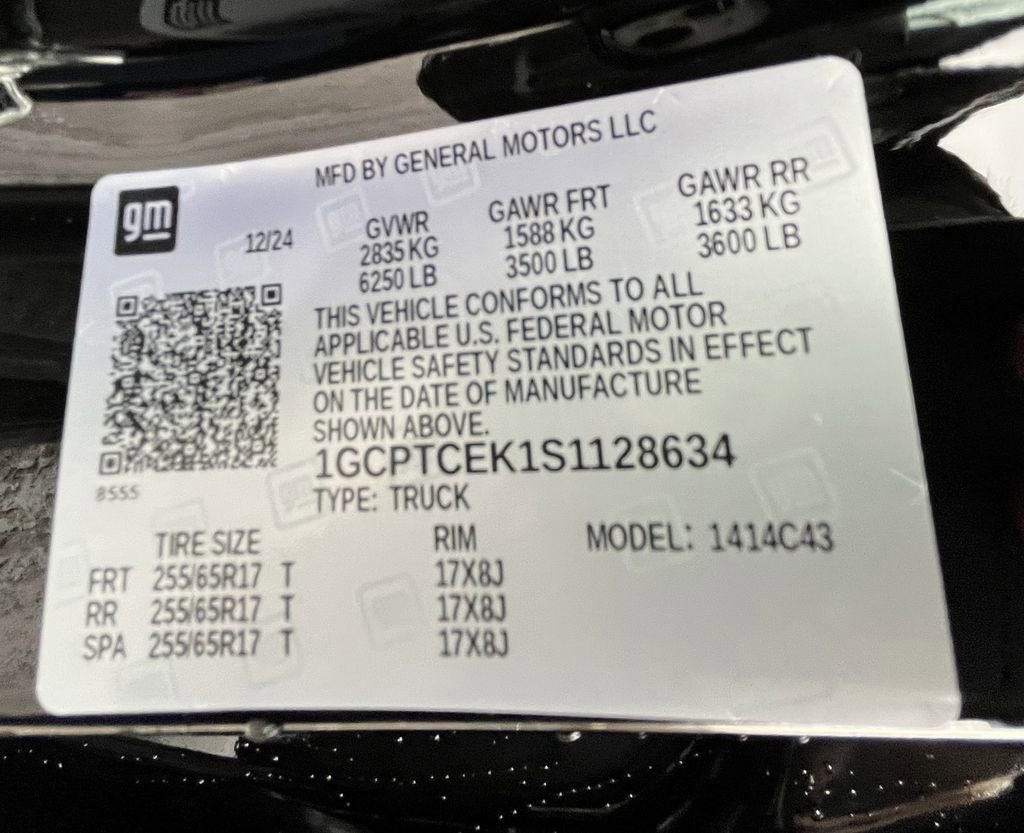 MFD BY GENERAL MOTORS LLC
gm
12/24
GVWR GAWR FRT GAWR RR
2835 KG 1588 KG 1633 KG
6250 LB 3500 LB 3600 LB
THIS VEHICLE CONFORMS TO ALL
APPLICABLE U.S. FEDERAL MOTOR
VEHICLE SAFETY STANDARDS IN EFFECT
ON THE DATE OF MANUFACTURE
SHOWN ABOVE.
1GCPTCEK1S1128634
8555
TYPE: TRUCK
TIRE SIZE RIM MODEL: 1414C43
FRT 255/65R17 T 17X8J
RR 255/65R17 T 17X8J
SPA 255/65R17 T 17X8J